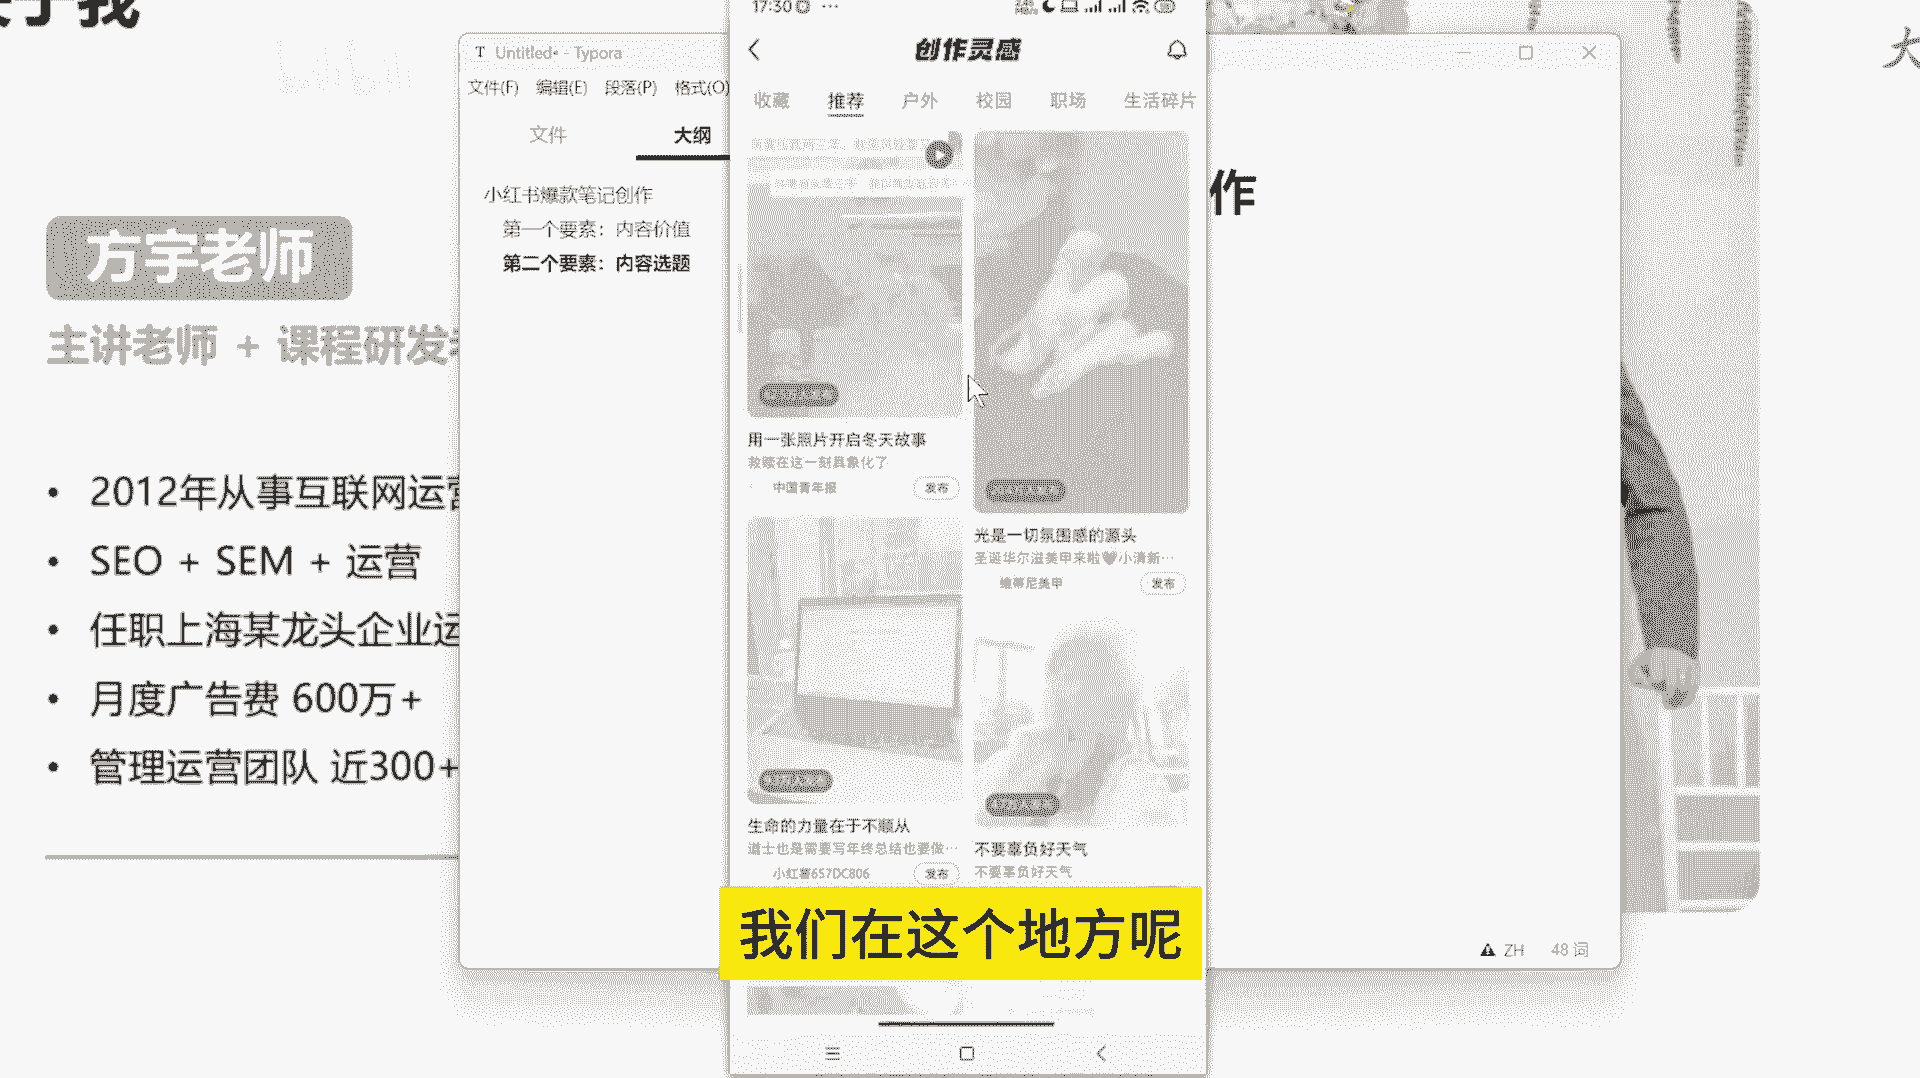 于我
方宇老师
主讲老师 + 课程研发
2012年从事互联网运营
SEO + SEM + 运营
任职上海某龙头企业运
月度广告费 600万+
管理运营团队 近300+
Untitled• - Typora
文件(F) 编辑(E) 段落(P) 格式(O)
文件 大纲
小红书爆款笔记创作
第一个要素：内容价值
第二个要素：内容选题
17:30
创作灵感
收藏 推荐 户外 校园 职场 生活碎片
用一张照片开启冬天故事
救赎在这一刻具象化了
中国青年报 发布
光是一切氛围感的源头
圣诞华尔滋美甲来啦🖤小清新…
发布
生命的力量在于不顺从
道士也是需要写年终总结也要做…
小红薯657DC806 发布
不要辜负好天气
不要辜负好天气
我们在这个地方呢
作
ZH 48 词
大